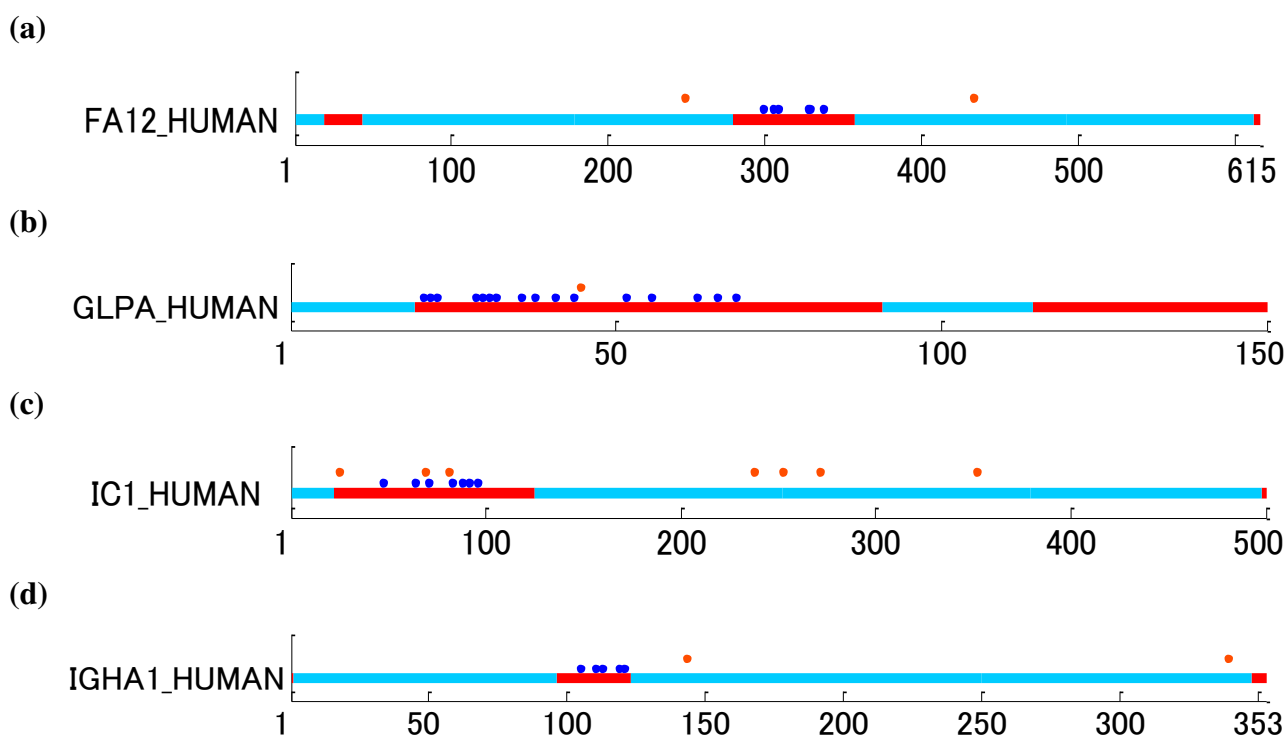 (a)
FA12_HUMAN
1 100 200 300 400 500 615
(b)
GLPA_HUMAN
1 50 100 150
(c)
IC1_HUMAN
1 100 200 300 400 500
(d)
IGHA1_HUMAN
1 50 100 150 200 250 300 353